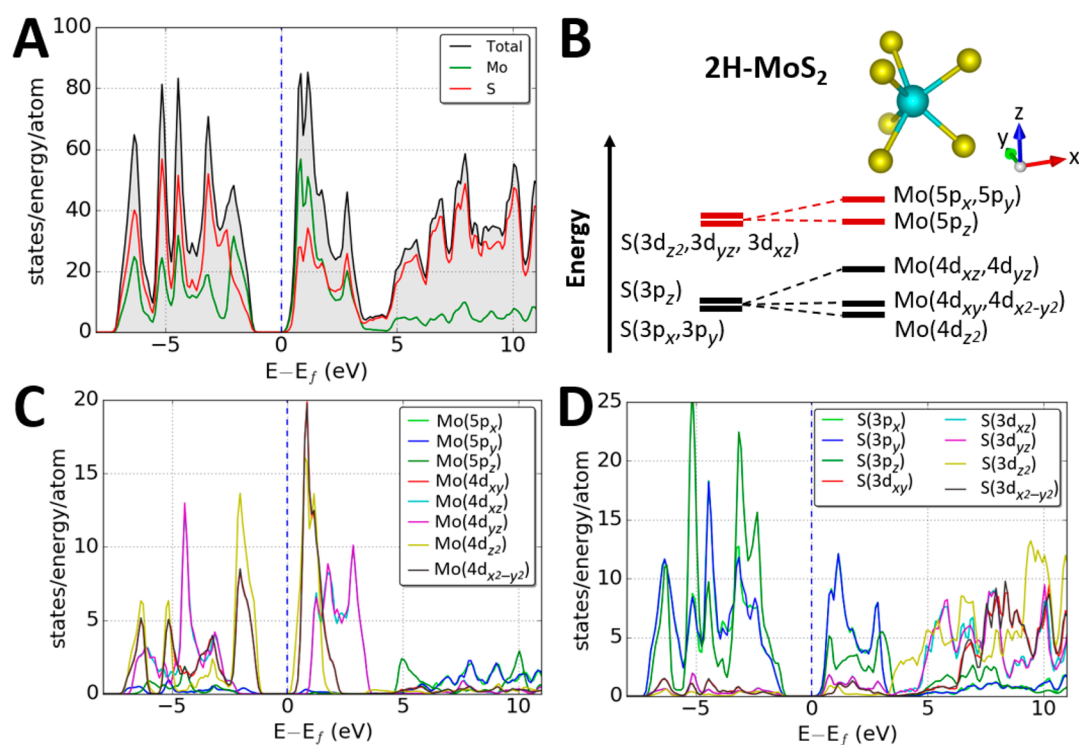 A
100
80
60
40
20
0
states/energy/atom
−5
0
5
10
E−E_f (eV)
Total
Mo
S
B
2H-MoS₂
z
y
x
Energy
S(3d_z2,3d_yz, 3d_xz)
Mo(5p_x,5p_y)
Mo(5p_z)
S(3p_z)
S(3p_x,3p_y)
Mo(4d_xz,4d_yz)
Mo(4d_xy,4d_x2−y2)
Mo(4d_z2)
C
20
15
10
5
0
states/energy/atom
−5
0
5
10
E−E_f (eV)
Mo(5p_x)
Mo(5p_y)
Mo(5p_z)
Mo(4d_xy)
Mo(4d_xz)
Mo(4d_yz)
Mo(4d_z2)
Mo(4d_x2−y2)
D
25
20
15
10
5
0
states/energy/atom
−5
0
5
10
E−E_f (eV)
S(3p_x)
S(3p_y)
S(3p_z)
S(3d_xy)
S(3d_xz)
S(3d_yz)
S(3d_z2)
S(3d_x2−y2)